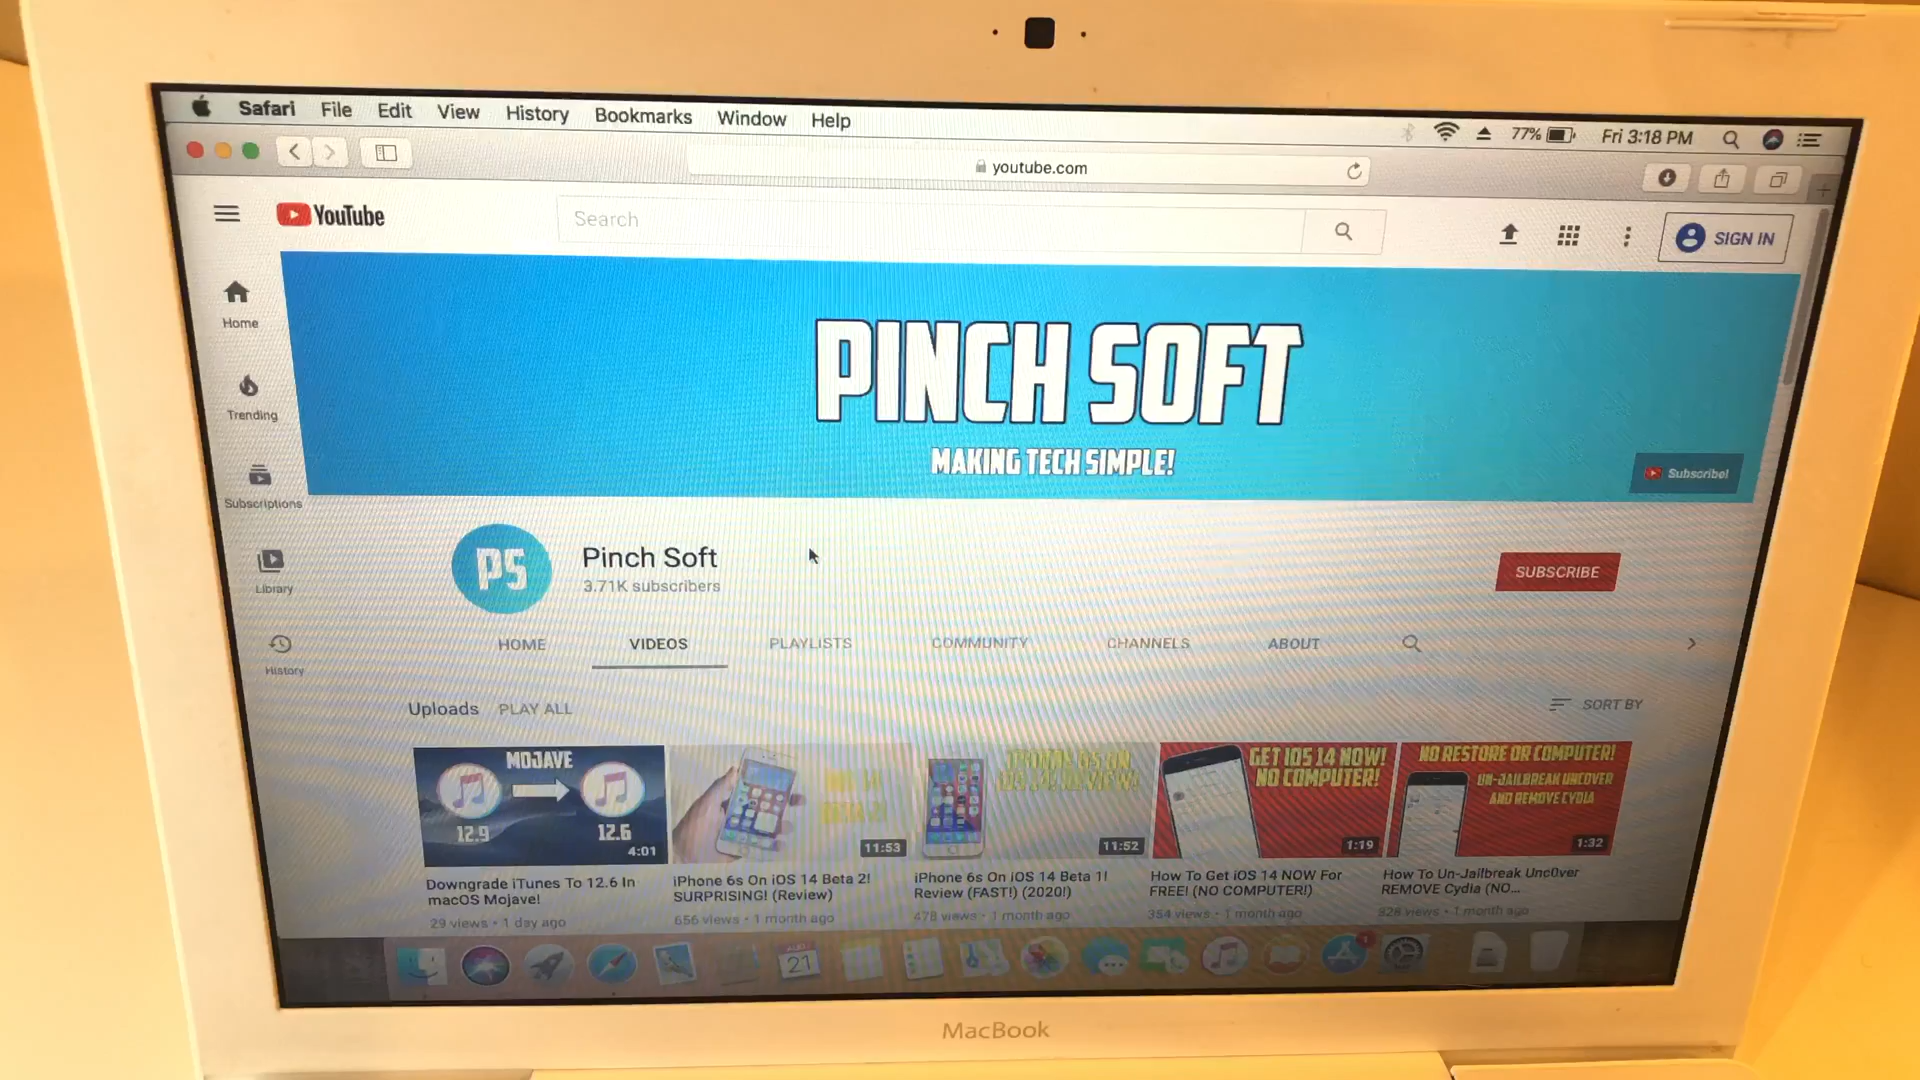 Safari File Edit View History Bookmarks Window Help
77% Fri 3:18 PM
youtube.com
YouTube
Search
SIGN IN
Home
Trending
Subscriptions
Library
History
PINCH SOFT
MAKING TECH SIMPLE!
Subscribe!
PS
Pinch Soft
3.71K subscribers
SUBSCRIBE
HOME VIDEOS PLAYLISTS COMMUNITY CHANNELS ABOUT
Uploads PLAY ALL
SORT BY
MOJAVE
12.9
12.6
4:01
11:53
11:52
GET IOS 14 NOW!
NO COMPUTER!
1:19
NO RESTORE OR COMPUTER!
UN-JAILBREAK UNCOVER
AND REMOVE CYDIA
1:32
Downgrade iTunes To 12.6 In
macOS Mojave!
29 views • 1 day ago
iPhone 6s On iOS 14 Beta 2!
SURPRISING! (Review)
656 views • 1 month ago
iPhone 6s On iOS 14 Beta 1!
Review (FAST!) (2020!)
478 views • 1 month ago
How To Get iOS 14 NOW For
FREE! (NO COMPUTER!)
354 views • 1 month ago
How To Un-Jailbreak Unc0ver
REMOVE Cydia (NO...
328 views • 1 month ago
21
MacBook